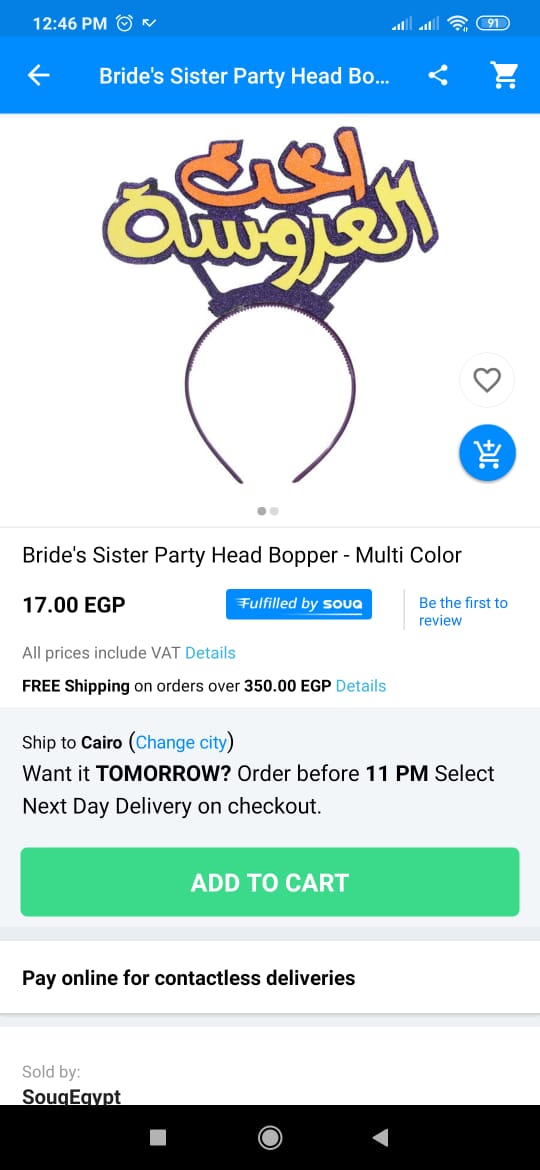 12:46 PM
91
Bride's Sister Party Head Bo...
اخت
العروسة
Bride's Sister Party Head Bopper - Multi Color
17.00 EGP
Fulfilled by souq
Be the first to
review
All prices include VAT Details
FREE Shipping on orders over 350.00 EGP Details
Ship to Cairo (Change city)
Want it TOMORROW? Order before 11 PM Select
Next Day Delivery on checkout.
ADD TO CART
Pay online for contactless deliveries
Sold by:
SouqEgypt